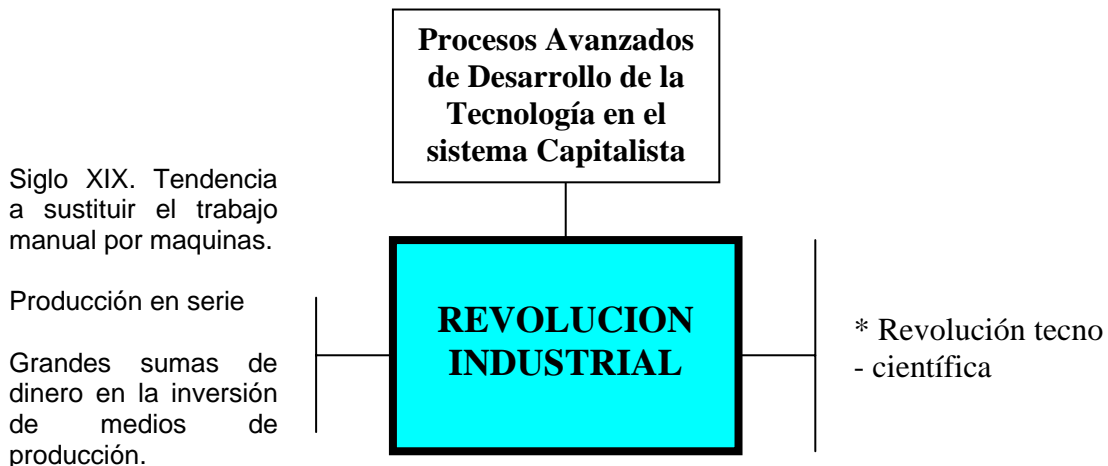 Procesos Avanzados
de Desarrollo de la
Tecnología en el
sistema Capitalista
Siglo XIX. Tendencia
a sustituir el trabajo
manual por maquinas.
Producción en serie
Grandes sumas de
dinero en la inversión
de medios de
producción.
REVOLUCION
INDUSTRIAL
* Revolución tecno
- científica